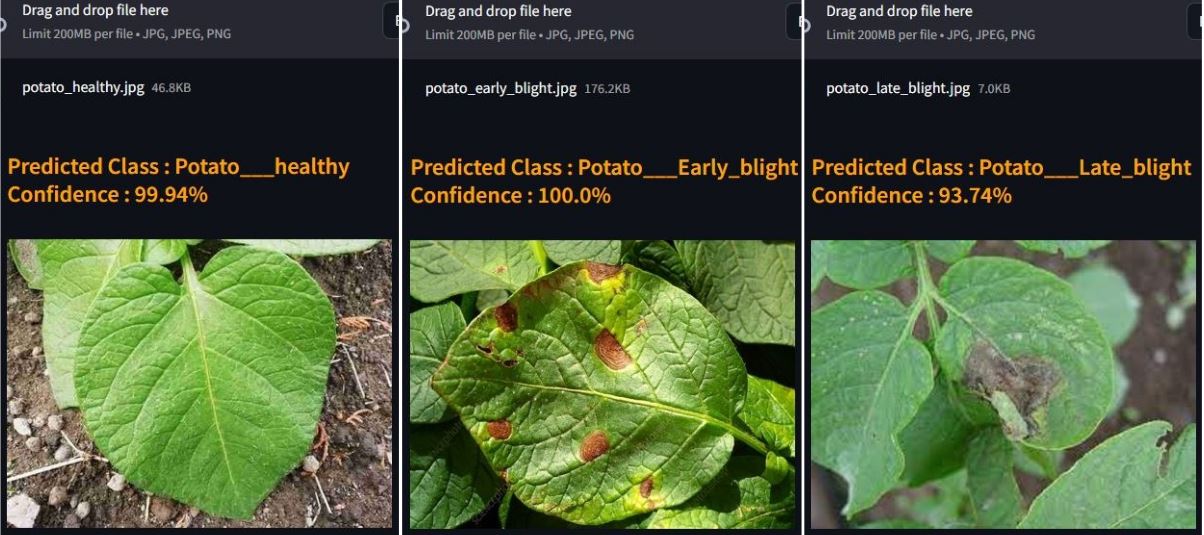 Drag and drop file here
Limit 200MB per file • JPG, JPEG, PNG
potato_healthy.jpg 46.8KB
Predicted Class : Potato___healthy
Confidence : 99.94%
Drag and drop file here
Limit 200MB per file • JPG, JPEG, PNG
potato_early_blight.jpg 176.2KB
Predicted Class : Potato___Early_blight
Confidence : 100.0%
Drag and drop file here
Limit 200MB per file • JPG, JPEG, PNG
potato_late_blight.jpg 7.0KB
Predicted Class : Potato___Late_blight
Confidence : 93.74%